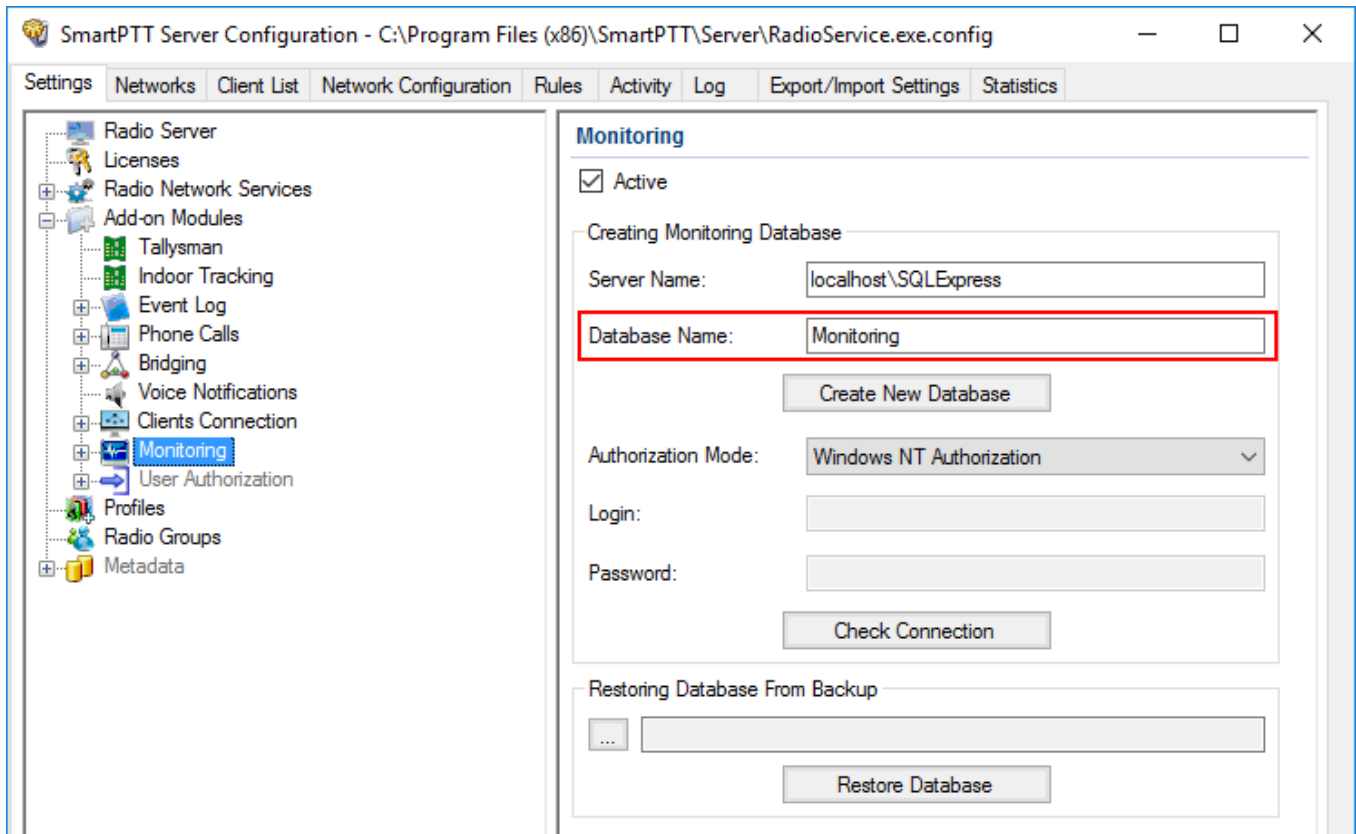 SmartPTT Server Configuration - C:\Program Files (x86)\SmartPTT\Server\RadioService.exe.config
Settings Networks Client List Network Configuration Rules Activity Log Export/Import Settings Statistics
Radio Server
Licenses
Radio Network Services
Add-on Modules
Tallysman
Indoor Tracking
Event Log
Phone Calls
Bridging
Voice Notifications
Clients Connection
Monitoring
User Authorization
Profiles
Radio Groups
Metadata
Monitoring
Active
Creating Monitoring Database
Server Name: localhost\SQLExpress
Database Name: Monitoring
Create New Database
Authorization Mode: Windows NT Authorization
Login:
Password:
Check Connection
Restoring Database From Backup
...
Restore Database